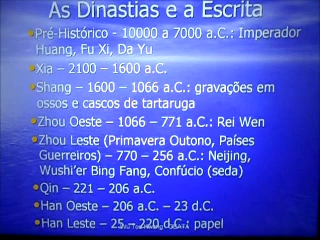 As Dinastias e a Escrita
Pré-Histórico - 10000 a 7000 a.C.: Imperador
Huang, Fu Xi, Da Yu
Xia – 2100 – 1600 a.C.
Shang – 1600 – 1066 a.C.: gravações em
ossos e cascos de tartaruga
Zhou Oeste – 1066 – 771 a.C.: Rei Wen
Zhou Leste (Primavera Outono, Países
Guerreiros) – 770 – 256 a.C.: Neijing,
Wushi'er Bing Fang, Confúcio (seda)
Qin – 221 – 206 a.C.
Han Oeste – 206 a.C. – 23 d.C.
Han Leste – 25 – 220 d.C.: papel